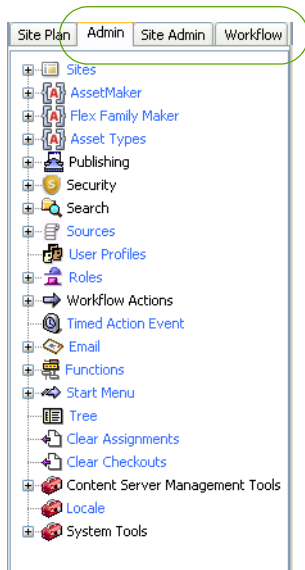 Site Plan Admin Site Admin Workflow
Sites
AssetMaker
Flex Family Maker
Asset Types
Publishing
Security
Search
Sources
User Profiles
Roles
Workflow Actions
Timed Action Event
Email
Functions
Start Menu
Tree
Clear Assignments
Clear Checkouts
Content Server Management Tools
Locale
System Tools